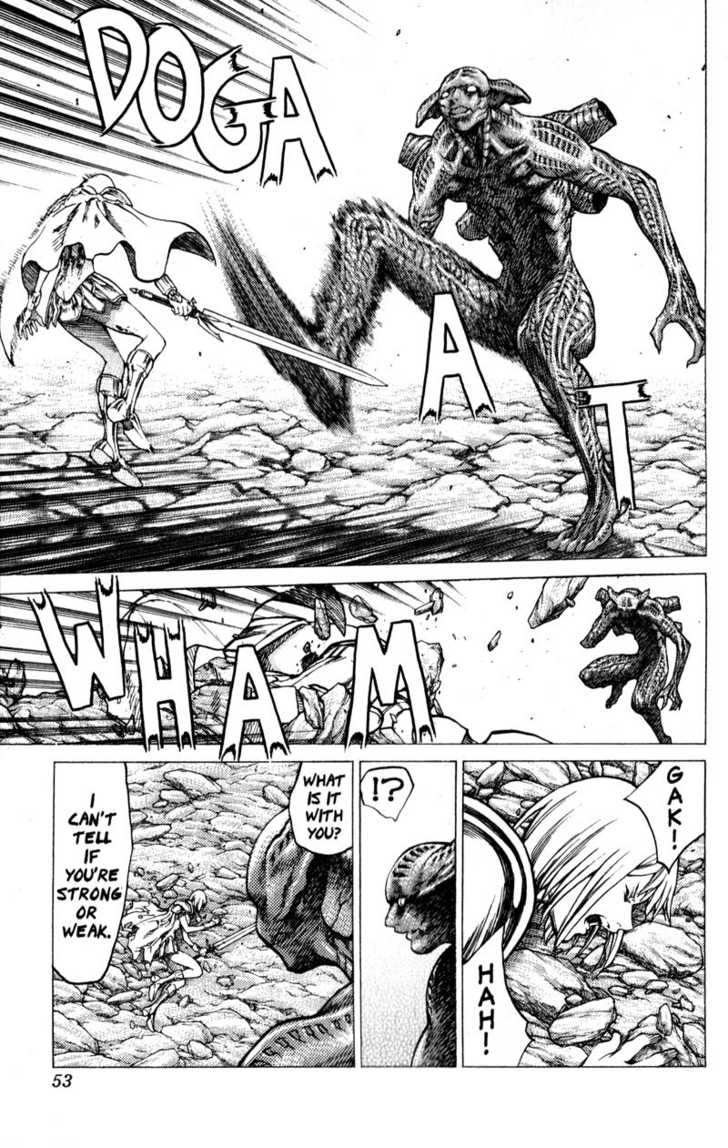 DOGA
A
T
WHAM
GAK!
HAH!
!?
WHAT
IS IT
WITH
YOU?
I
CAN'T
TELL
IF
YOU'RE
STRONG
OR
WEAK.
53